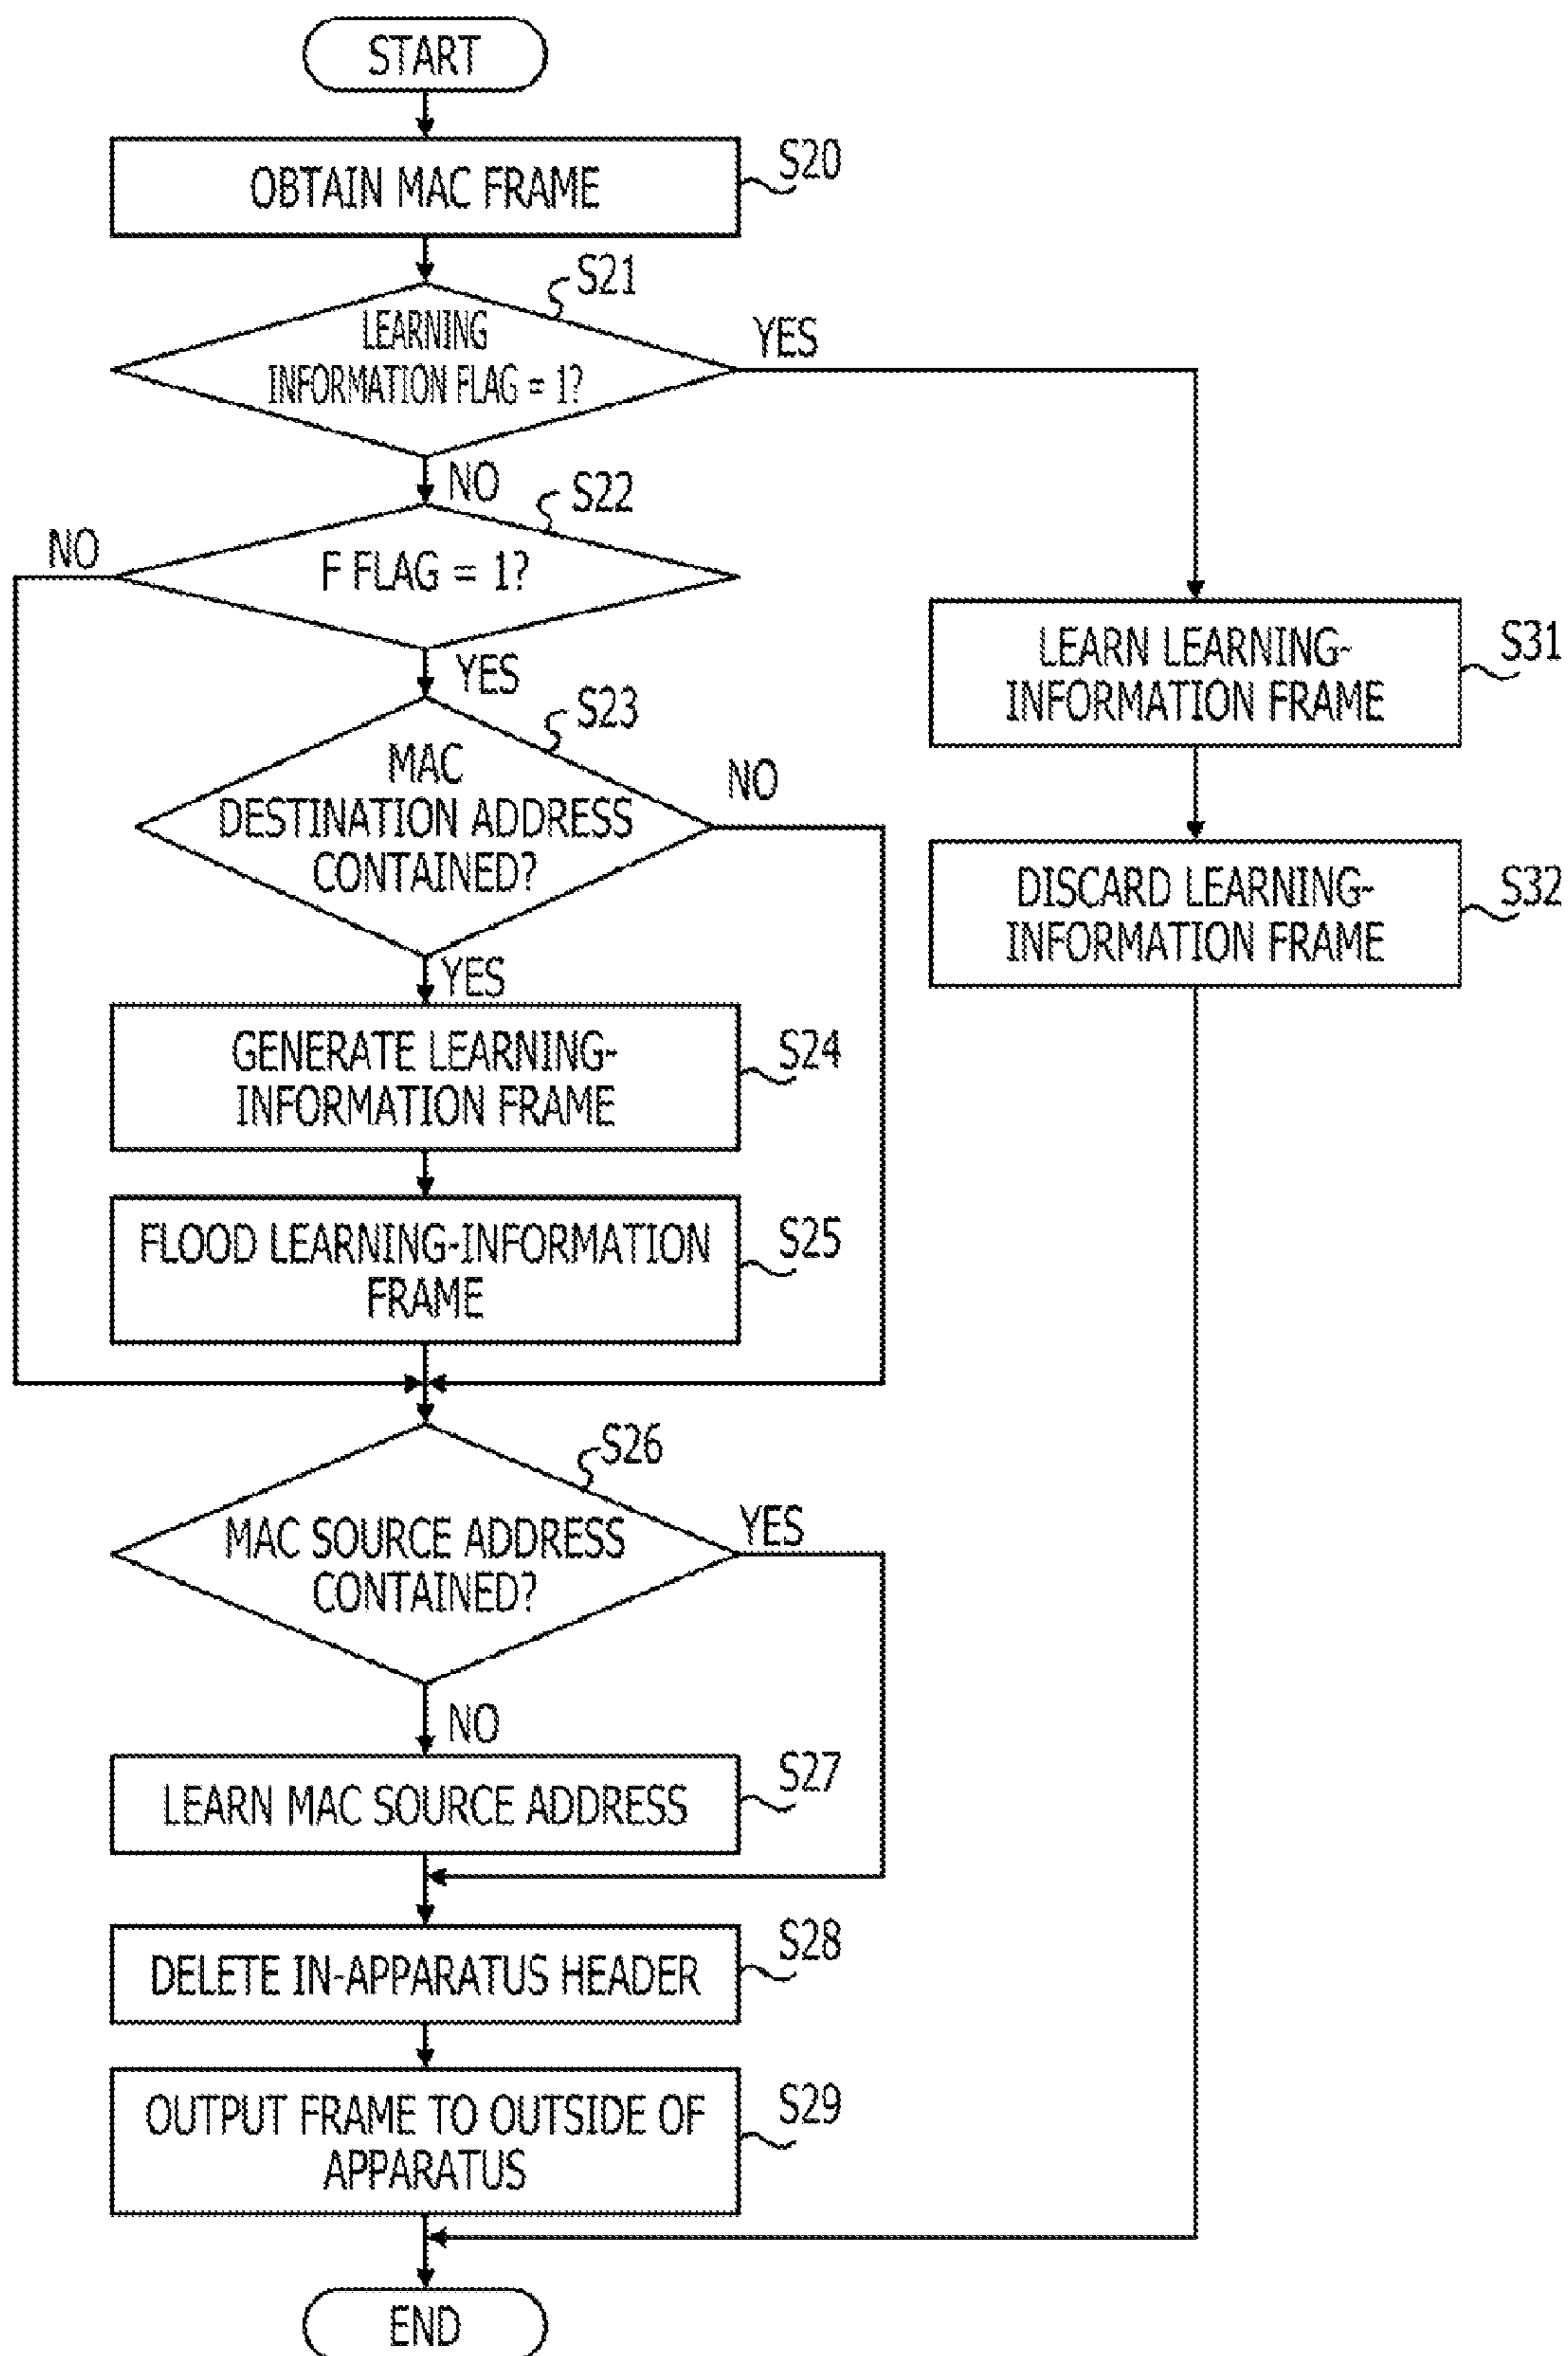 START
OBTAIN MAC FRAME
S20
S21
LEARNING
INFORMATION FLAG = 1?
YES
NO
S22
NO
F FLAG = 1?
YES
S23
MAC
DESTINATION ADDRESS
CONTAINED?
NO
YES
GENERATE LEARNING-
INFORMATION FRAME
S24
FLOOD LEARNING-INFORMATION
FRAME
S25
S26
MAC SOURCE ADDRESS
CONTAINED?
YES
NO
LEARN MAC SOURCE ADDRESS
S27
DELETE IN-APPARATUS HEADER
S28
OUTPUT FRAME TO OUTSIDE OF
APPARATUS
S29
END
LEARN LEARNING-
INFORMATION FRAME
S31
DISCARD LEARNING-
INFORMATION FRAME
S32